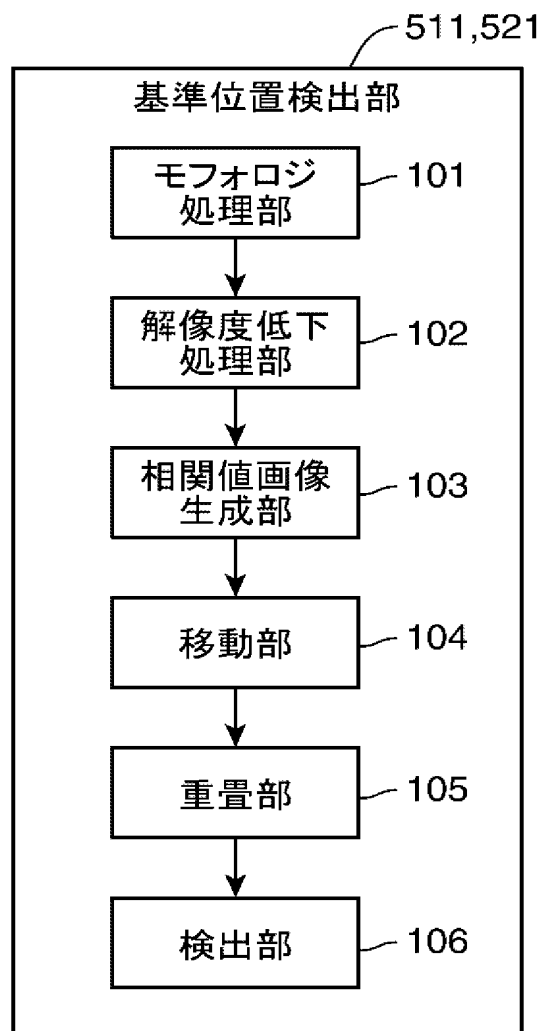 511,521
基準位置検出部
モフォロジ
処理部
101
解像度低下
処理部
102
相関値画像
生成部
103
移動部
104
重畳部
105
検出部
106